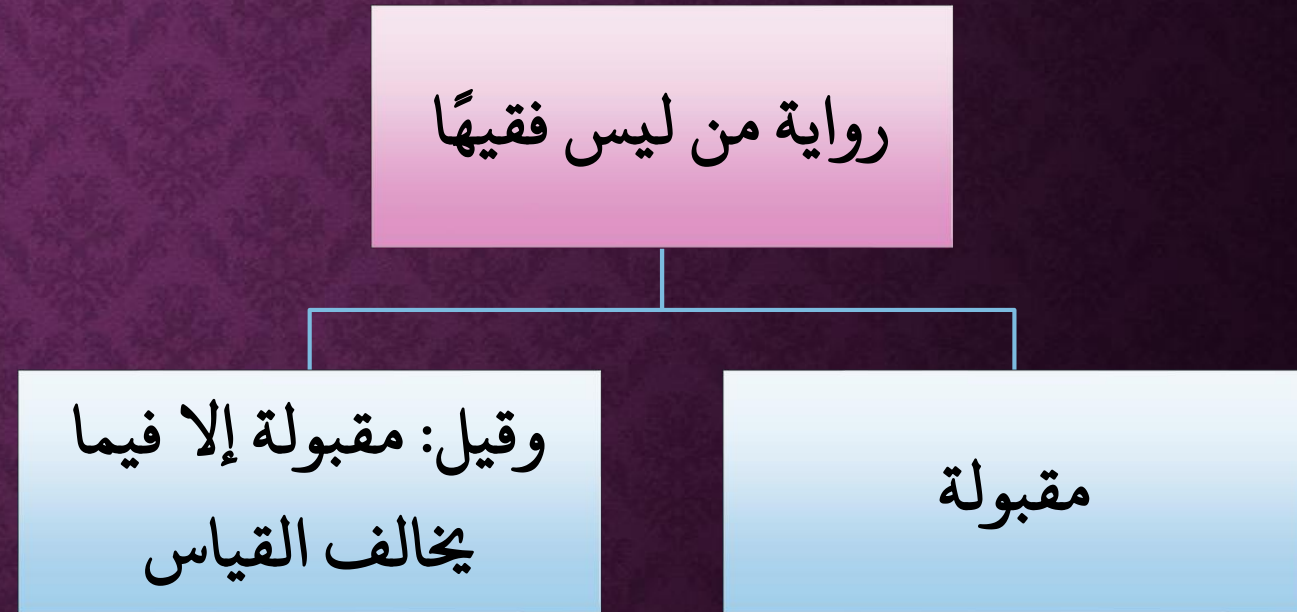 رواية من ليس فقيهًا
مقبولة
وقيل: مقبولة إلا فيما
يخالف القياس